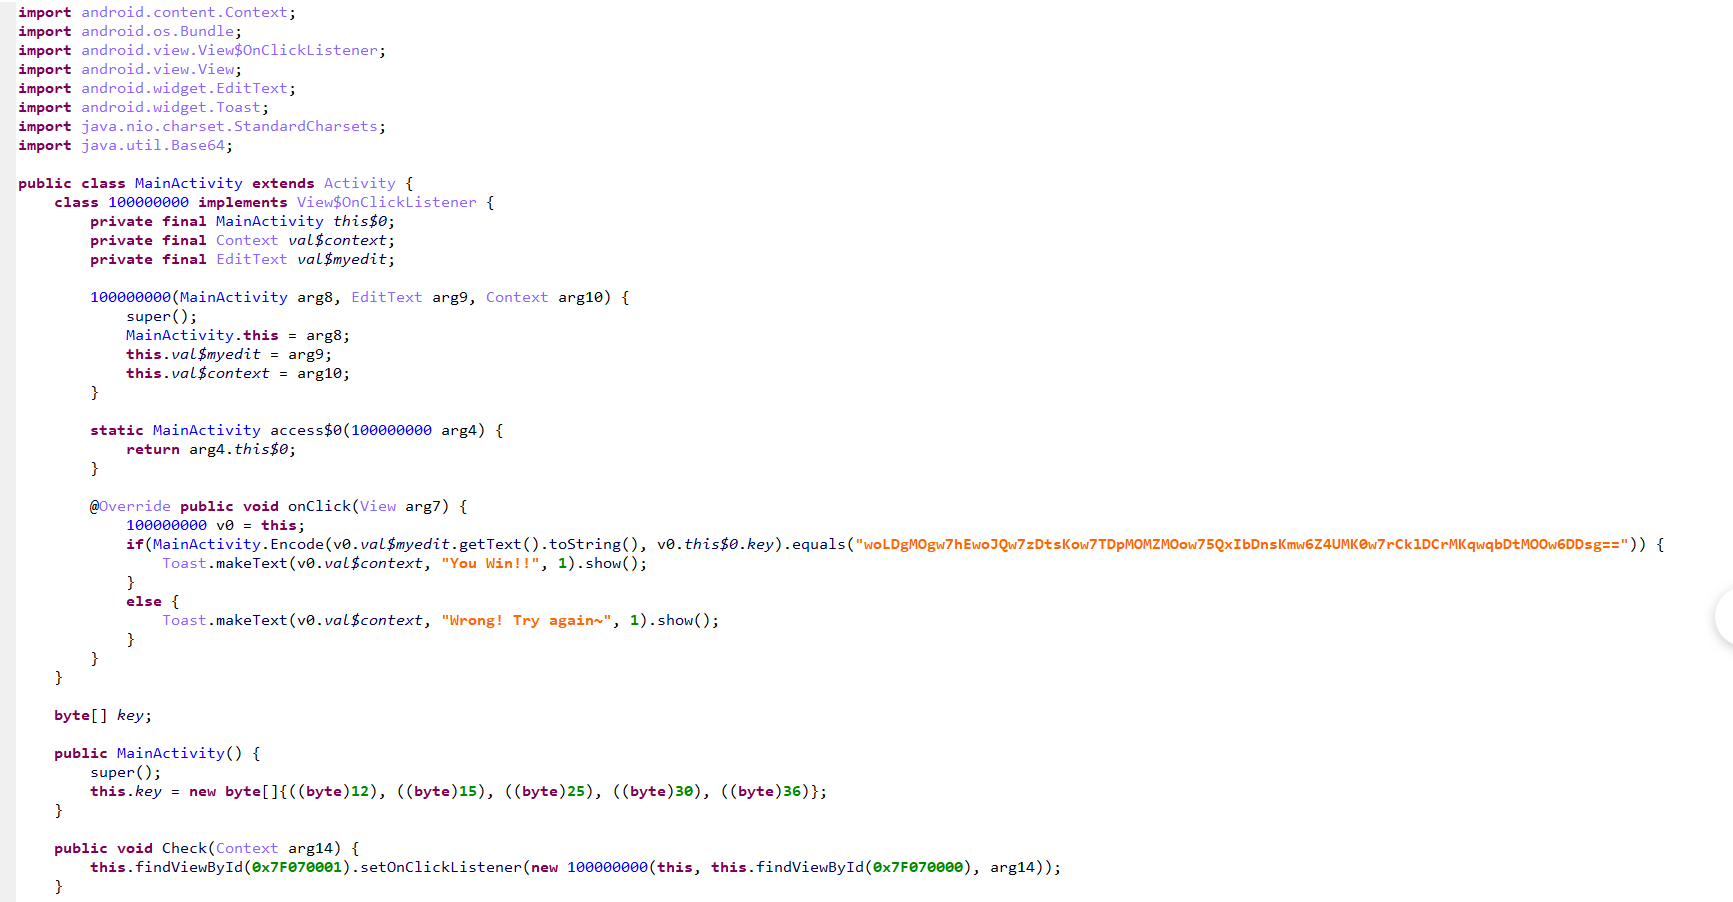 import android.content.Context;
import android.os.Bundle;
import android.view.View$OnClickListener;
import android.view.View;
import android.widget.EditText;
import android.widget.Toast;
import java.nio.charset.StandardCharsets;
import java.util.Base64;
public class MainActivity extends Activity {
class 100000000 implements View$OnClickListener {
private final MainActivity this$0;
private final Context val$context;
private final EditText val$myedit;
100000000(MainActivity arg8, EditText arg9, Context arg10) {
super();
MainActivity.this = arg8;
this.val$myedit = arg9;
this.val$context = arg10;
}
static MainActivity access$0(100000000 arg4) {
return arg4.this$0;
}
@Override public void onClick(View arg7) {
100000000 v0 = this;
if(MainActivity.Encode(v0.val$myedit.getText().toString(), v0.this$0.key).equals("woLDgMOgw7hEwoJQw7zDtsKow7TDpMOMZMOow75QxIbDnsKmw6Z4UMK0w7rCklDCrMKqwqbDtMOOw6DDsg==")) {
Toast.makeText(v0.val$context, "You Win!!", 1).show();
}
else {
Toast.makeText(v0.val$context, "Wrong! Try again~", 1).show();
}
}
}
byte[] key;
public MainActivity() {
super();
this.key = new byte[]{((byte)12), ((byte)15), ((byte)25), ((byte)30), ((byte)36)};
}
public void Check(Context arg14) {
this.findViewById(0x7F070001).setOnClickListener(new 100000000(this, this.findViewById(0x7F070000), arg14));
}